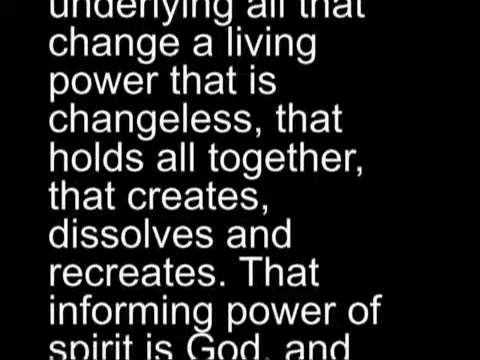 underlying all that
change a living
power that is
changeless, that
holds all together,
that creates,
dissolves and
recreates. That
informing power of
spirit is God, and